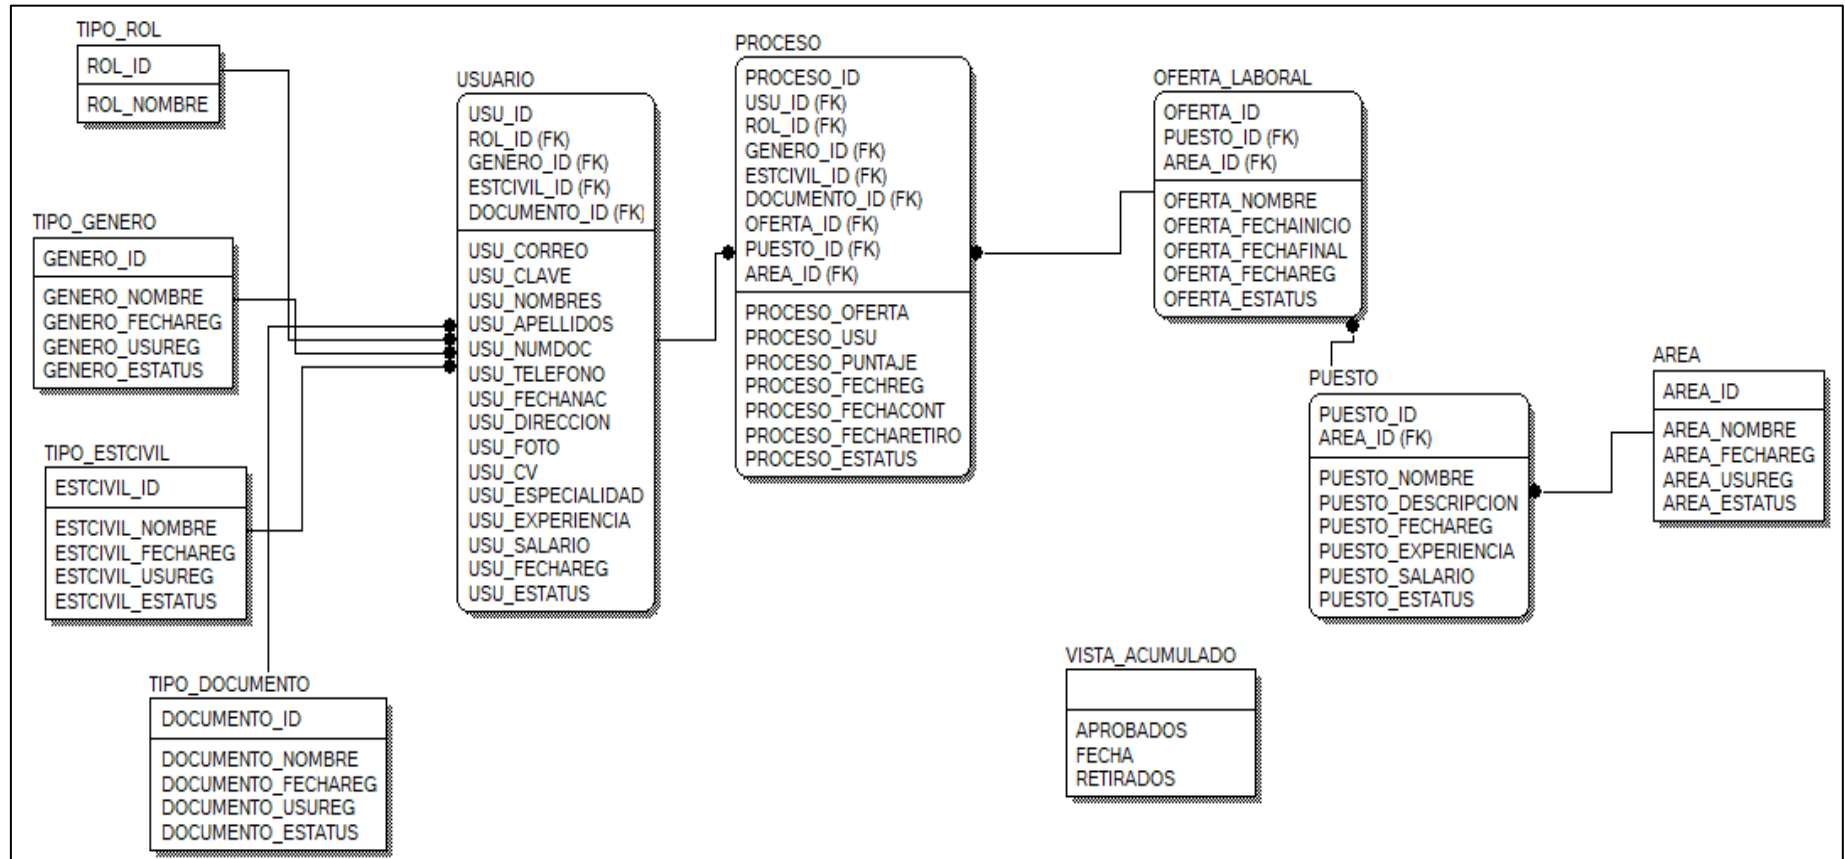 TIPO_ROL
ROL_ID
ROL_NOMBRE
TIPO_GENERO
GENERO_ID
GENERO_NOMBRE
GENERO_FECHAREG
GENERO_USUREG
GENERO_ESTATUS
TIPO_ESTCIVIL
ESTCIVIL_ID
ESTCIVIL_NOMBRE
ESTCIVIL_FECHAREG
ESTCIVIL_USUREG
ESTCIVIL_ESTATUS
TIPO_DOCUMENTO
DOCUMENTO_ID
DOCUMENTO_NOMBRE
DOCUMENTO_FECHAREG
DOCUMENTO_USUREG
DOCUMENTO_ESTATUS
USUARIO
USU_ID
ROL_ID (FK)
GENERO_ID (FK)
ESTCIVIL_ID (FK)
DOCUMENTO_ID (FK)
USU_CORREO
USU_CLAVE
USU_NOMBRES
USU_APELLIDOS
USU_NUMDOC
USU_TELEFONO
USU_FECHANAC
USU_DIRECCION
USU_FOTO
USU_CV
USU_ESPECIALIDAD
USU_EXPERIENCIA
USU_SALARIO
USU_FECHAREG
USU_ESTATUS
PROCESO
PROCESO_ID
USU_ID (FK)
ROL_ID (FK)
GENERO_ID (FK)
ESTCIVIL_ID (FK)
DOCUMENTO_ID (FK)
OFERTA_ID (FK)
PUESTO_ID (FK)
AREA_ID (FK)
PROCESO_OFERTA
PROCESO_USU
PROCESO_PUNTAJE
PROCESO_FECHREG
PROCESO_FECHACONT
PROCESO_FECHARETIRO
PROCESO_ESTATUS
OFERTA_LABORAL
OFERTA_ID
PUESTO_ID (FK)
AREA_ID (FK)
OFERTA_NOMBRE
OFERTA_FECHAINICIO
OFERTA_FECHAFINAL
OFERTA_FECHAREG
OFERTA_ESTATUS
PUESTO
PUESTO_ID
AREA_ID (FK)
PUESTO_NOMBRE
PUESTO_DESCRIPCION
PUESTO_FECHAREG
PUESTO_EXPERIENCIA
PUESTO_SALARIO
PUESTO_ESTATUS
AREA
AREA_ID
AREA_NOMBRE
AREA_FECHAREG
AREA_USUREG
AREA_ESTATUS
VISTA_ACUMULADO
APROBADOS
FECHA
RETIRADOS